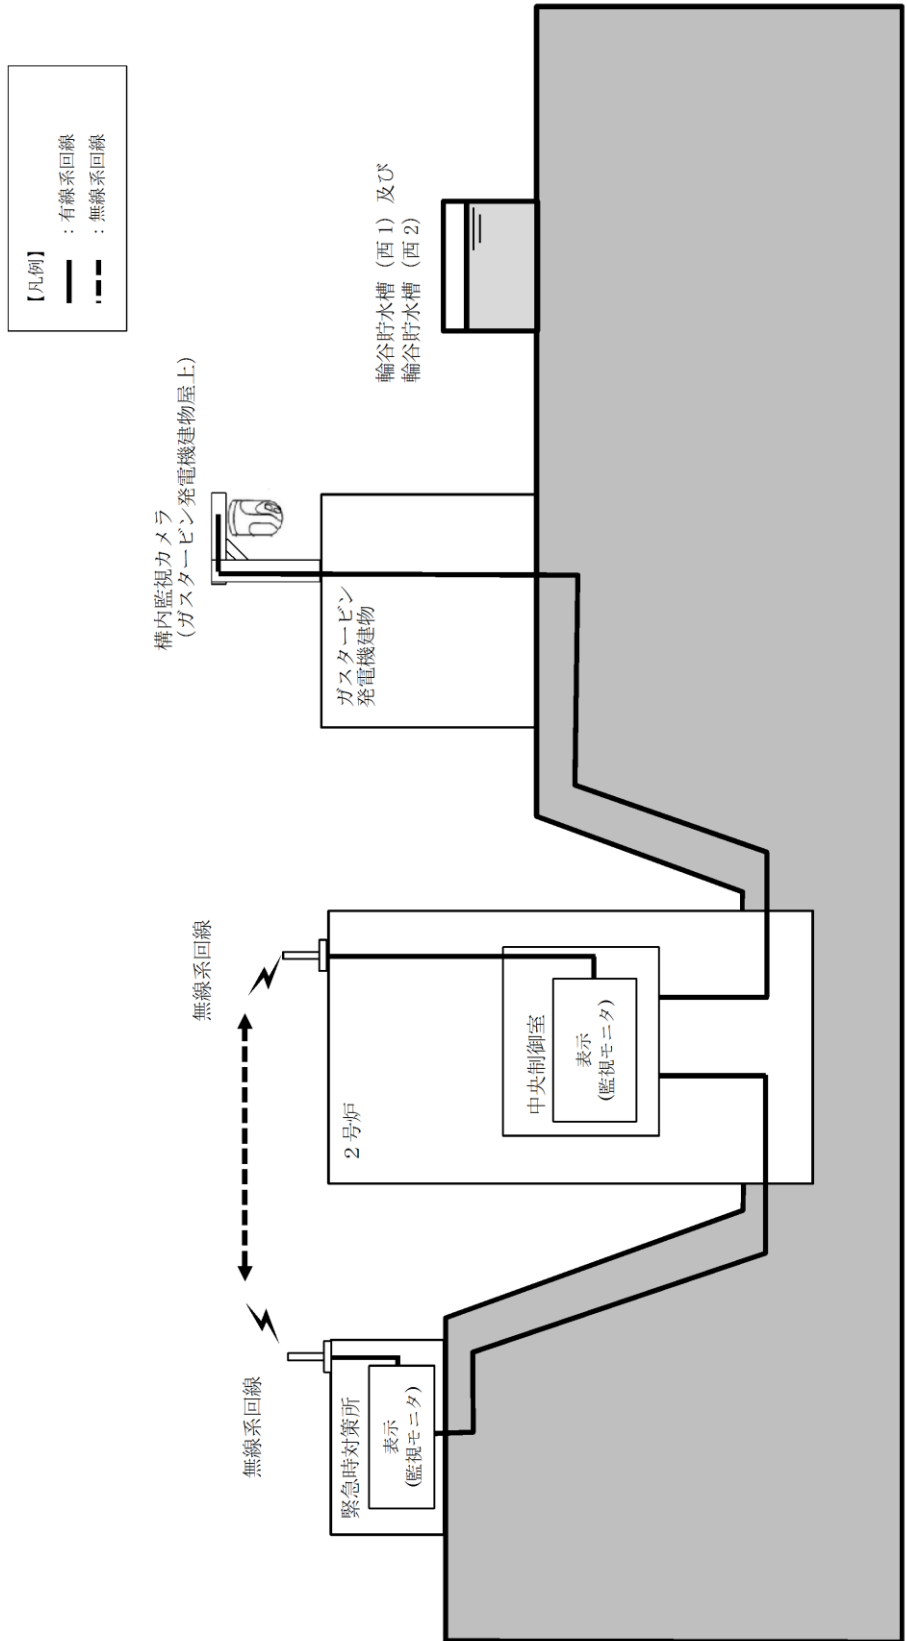 【凡例】
：有線系回線
：無線系回線
無線系回線
無線系回線
構内監視カメラ
(ガスタービン発電機建物屋上)
緊急時対策所
表示
(監視モニタ)
2号炉
中央制御室
表示
(監視モニタ)
ガスタービン
発電機建物
輪谷貯水槽（西1）及び
輪谷貯水槽（西2）